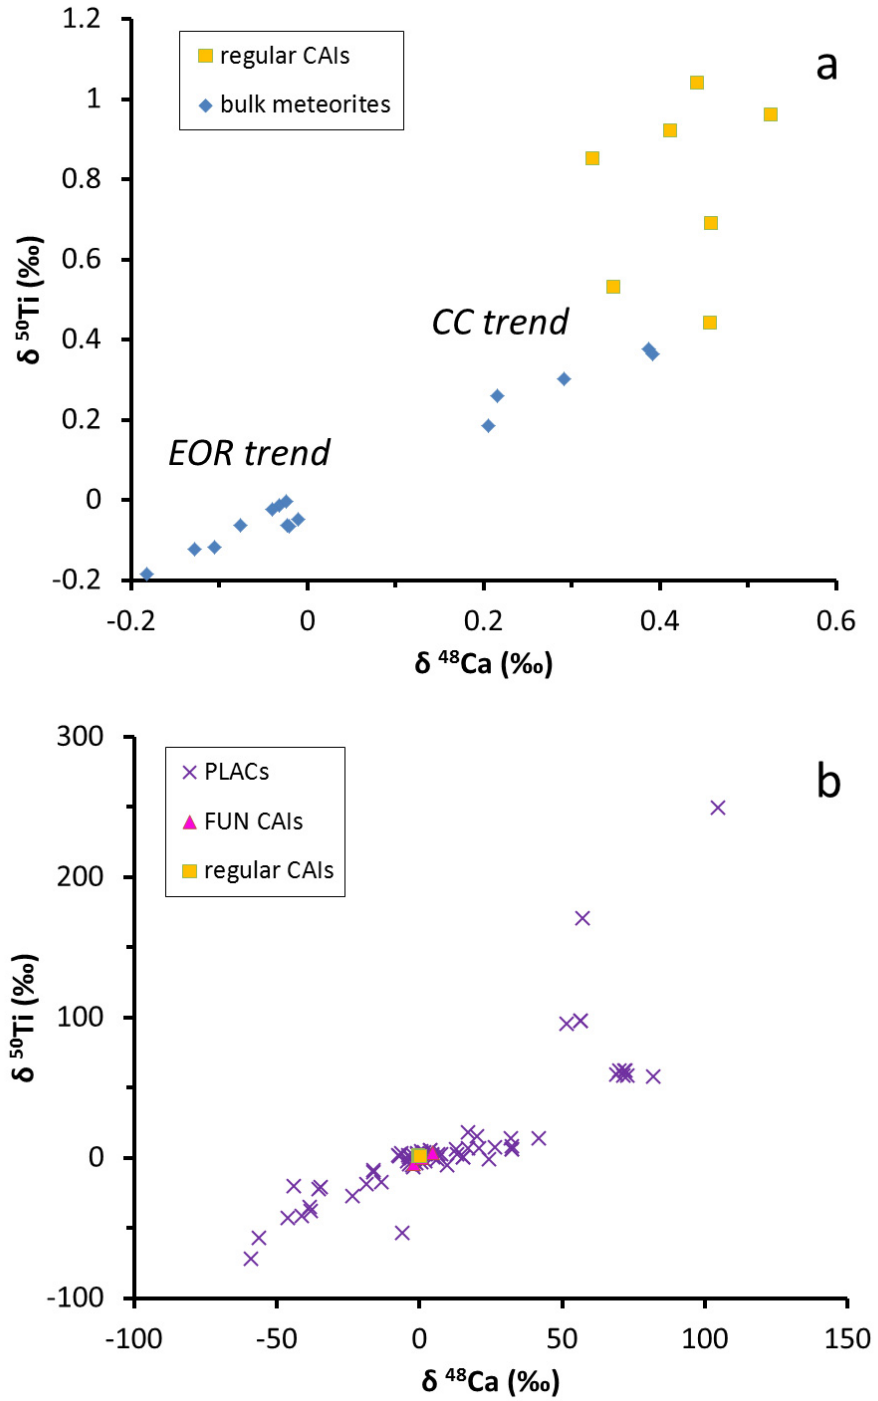 1.2
regular CAIs
bulk meteorites
a
1
0.8
0.6
0.4
0.2
0
-0.2
δ ⁵⁰Ti (‰)
CC trend
EOR trend
-0.2 0 0.2 0.4 0.6
δ ⁴⁸Ca (‰)
300
PLACs
FUN CAIs
regular CAIs
b
200
100
0
-100
δ ⁵⁰Ti (‰)
-100 -50 0 50 100 150
δ ⁴⁸Ca (‰)